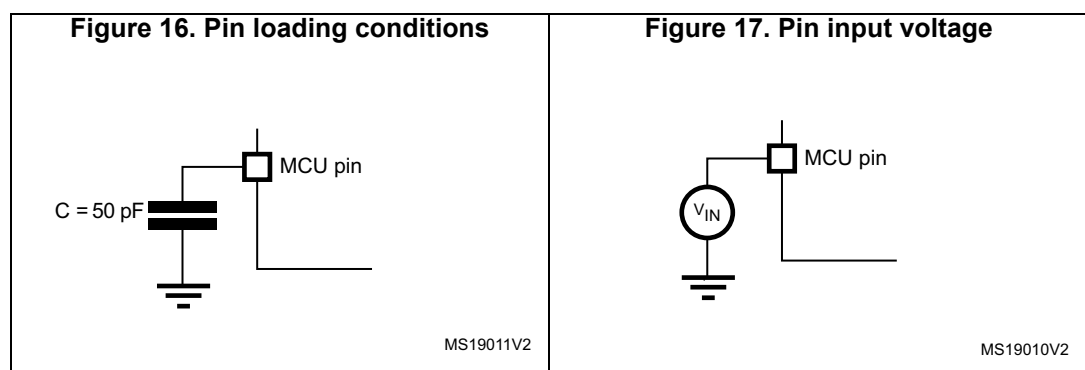 Figure 16. Pin loading conditions
MCU pin
C = 50 pF
MS19011V2
Figure 17. Pin input voltage
MCU pin
VIN
MS19010V2